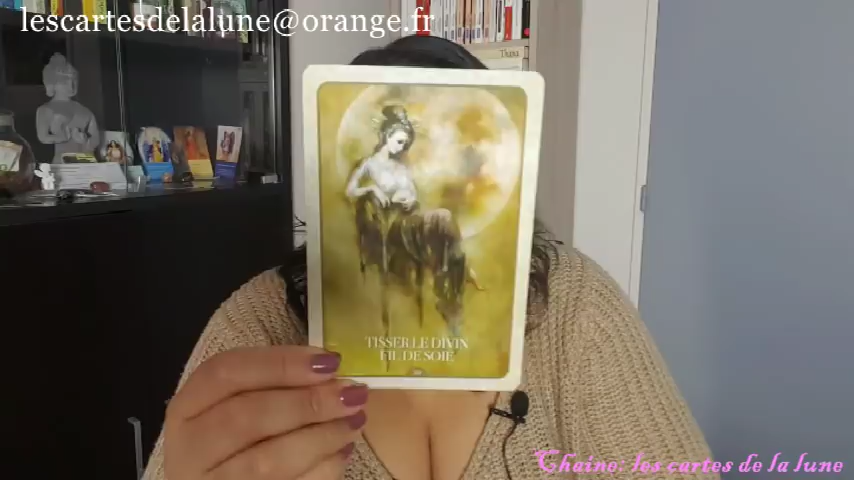 lescartesdelalune@orange.fr
TISSER LE DIVIN
FIL DE SOIE
Chaine: les cartes de la lune